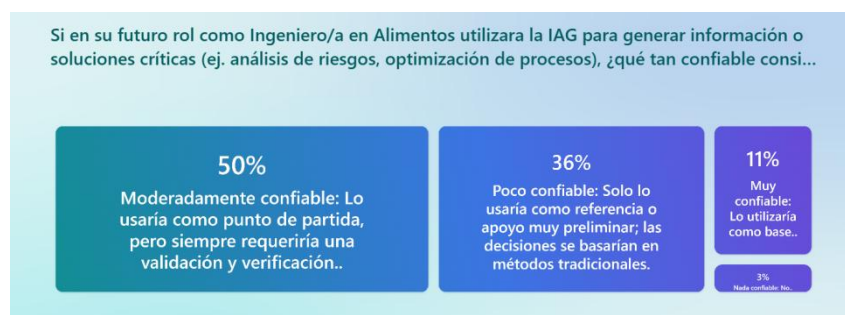 Si en su futuro rol como Ingeniero/a en Alimentos utilizara la IAG para generar información o
soluciones críticas (ej. análisis de riesgos, optimización de procesos), ¿qué tan confiable consi...
50%
Moderadamente confiable: Lo
usaría como punto de partida,
pero siempre requeriría una
validación y verificación..
36%
Poco confiable: Solo lo
usaría como referencia o
apoyo muy preliminar; las
decisiones se basarían en
métodos tradicionales.
11%
Muy
confiable:
Lo utilizaría
como base..
3%
Nada confiable: No..